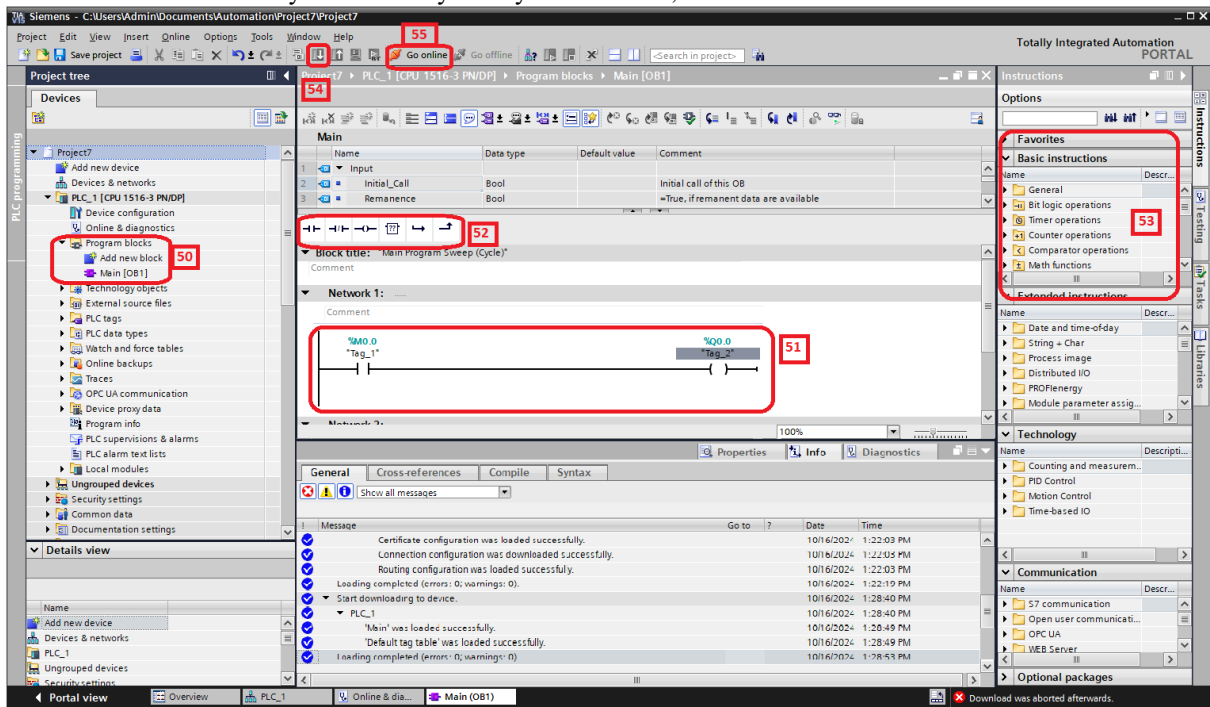 Siemens - C:\Users\Admin\Documents\Automation\Project7\Project7
Project Edit View Insert Online Options Tools Window Help
55
Totally Integrated Automation
PORTAL
Save project
Go online
Go offline
<Search in project>
Project tree
54
Project7 PLC_1 [CPU 1516-3 PN/DP] Program blocks Main [OB1]
Instructions
Devices
Options
PLC programming
Main
Name Data type Default value Comment
1 Input
2 Initial_Call Bool Initial call of this OB
3 Remanence Bool =True, if remanent data are available
52
Block title: "Main Program Sweep (Cycle)"
Comment
Network 1:
Comment
%M0.0
"Tag_1"
%Q0.0
"Tag_2"
51
100%
Project7
Add new device
Devices & networks
PLC_1 [CPU 1516-3 PN/DP]
Device configuration
Online & diagnostics
Program blocks
Add new block
50
Main [OB1]
Technology objects
External source files
PLC tags
PLC data types
Watch and force tables
Online backups
Traces
OPC UA communication
Device proxy data
Program info
PLC supervisions & alarms
PLC alarm text lists
Local modules
Ungrouped devices
Security settings
Common data
Documentation settings
Details view
Name
Add new device
Devices & networks
PLC_1
Ungrouped devices
Security settings
Properties Info Diagnostics
General Cross-references Compile Syntax
Show all messages
! Message Go to ? Date Time
Certificate configuration was loaded successfully. 10/16/2024 1:22:03 PM
Connection configuration was downloaded successfully. 10/16/2024 1:22:03 PM
Routing configuration was loaded successfully. 10/16/2024 1:22:03 PM
Loading completed (errors: 0; warnings: 0). 10/16/2024 1:22:19 PM
Start downloading to device. 10/16/2024 1:28:40 PM
PLC_1 10/16/2024 1:28:40 PM
'Main' was loaded successfully. 10/16/2024 1:28:49 PM
'Default tag table' was loaded successfully. 10/16/2024 1:28:49 PM
Loading completed (errors: 0; warnings: 0). 10/16/2024 1:28:53 PM
Favorites
Basic instructions
Name Descr...
General
Bit logic operations
Timer operations
53
Counter operations
Comparator operations
Math functions
Extended instructions
Name Descr...
Date and time-of-day
String + Char
Process image
Distributed I/O
PROFIenergy
Module parameter assig...
Technology
Name Descripti...
Counting and measurem...
PID Control
Motion Control
Time-based IO
Communication
Name Descr...
S7 communication
Open user communicati...
OPC UA
WEB Server
Optional packages
Instructions
Testing
Tasks
Libraries
Portal view Overview PLC_1 Online & dia... Main (OB1) Download was aborted afterwards.